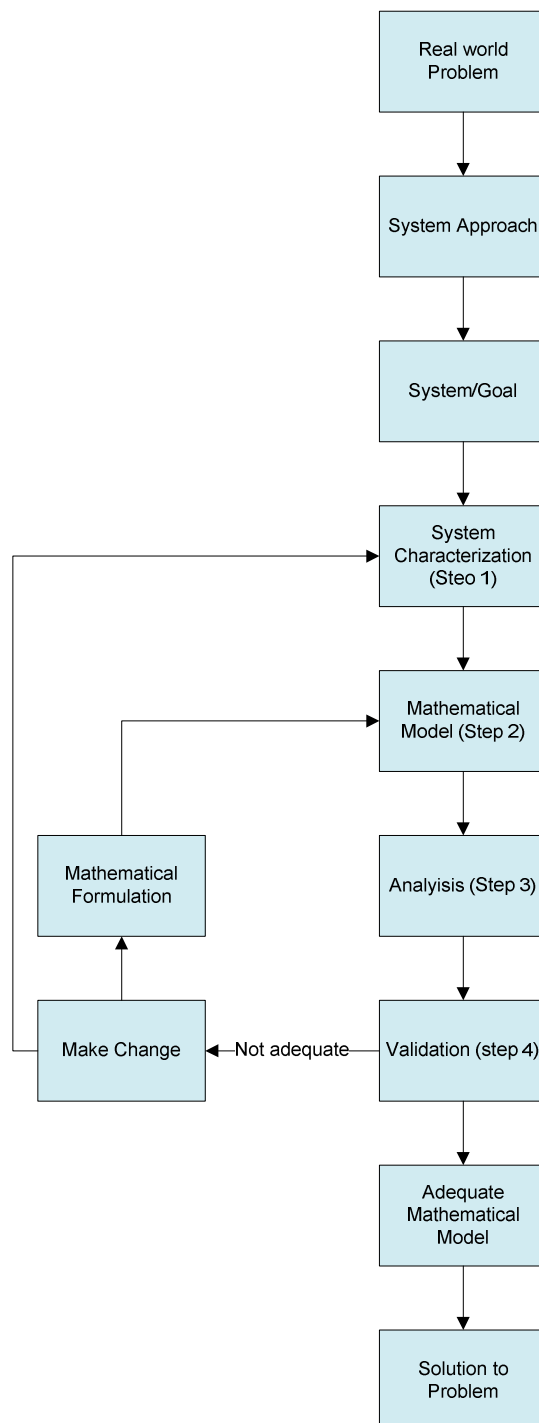 Real world
Problem
System Approach
System/Goal
System
Characterization
(Steo 1)
Mathematical
Model (Step 2)
Mathematical
Formulation
Analyisis (Step 3)
Make Change
Not adequate
Validation (step 4)
Adequate
Mathematical
Model
Solution to
Problem